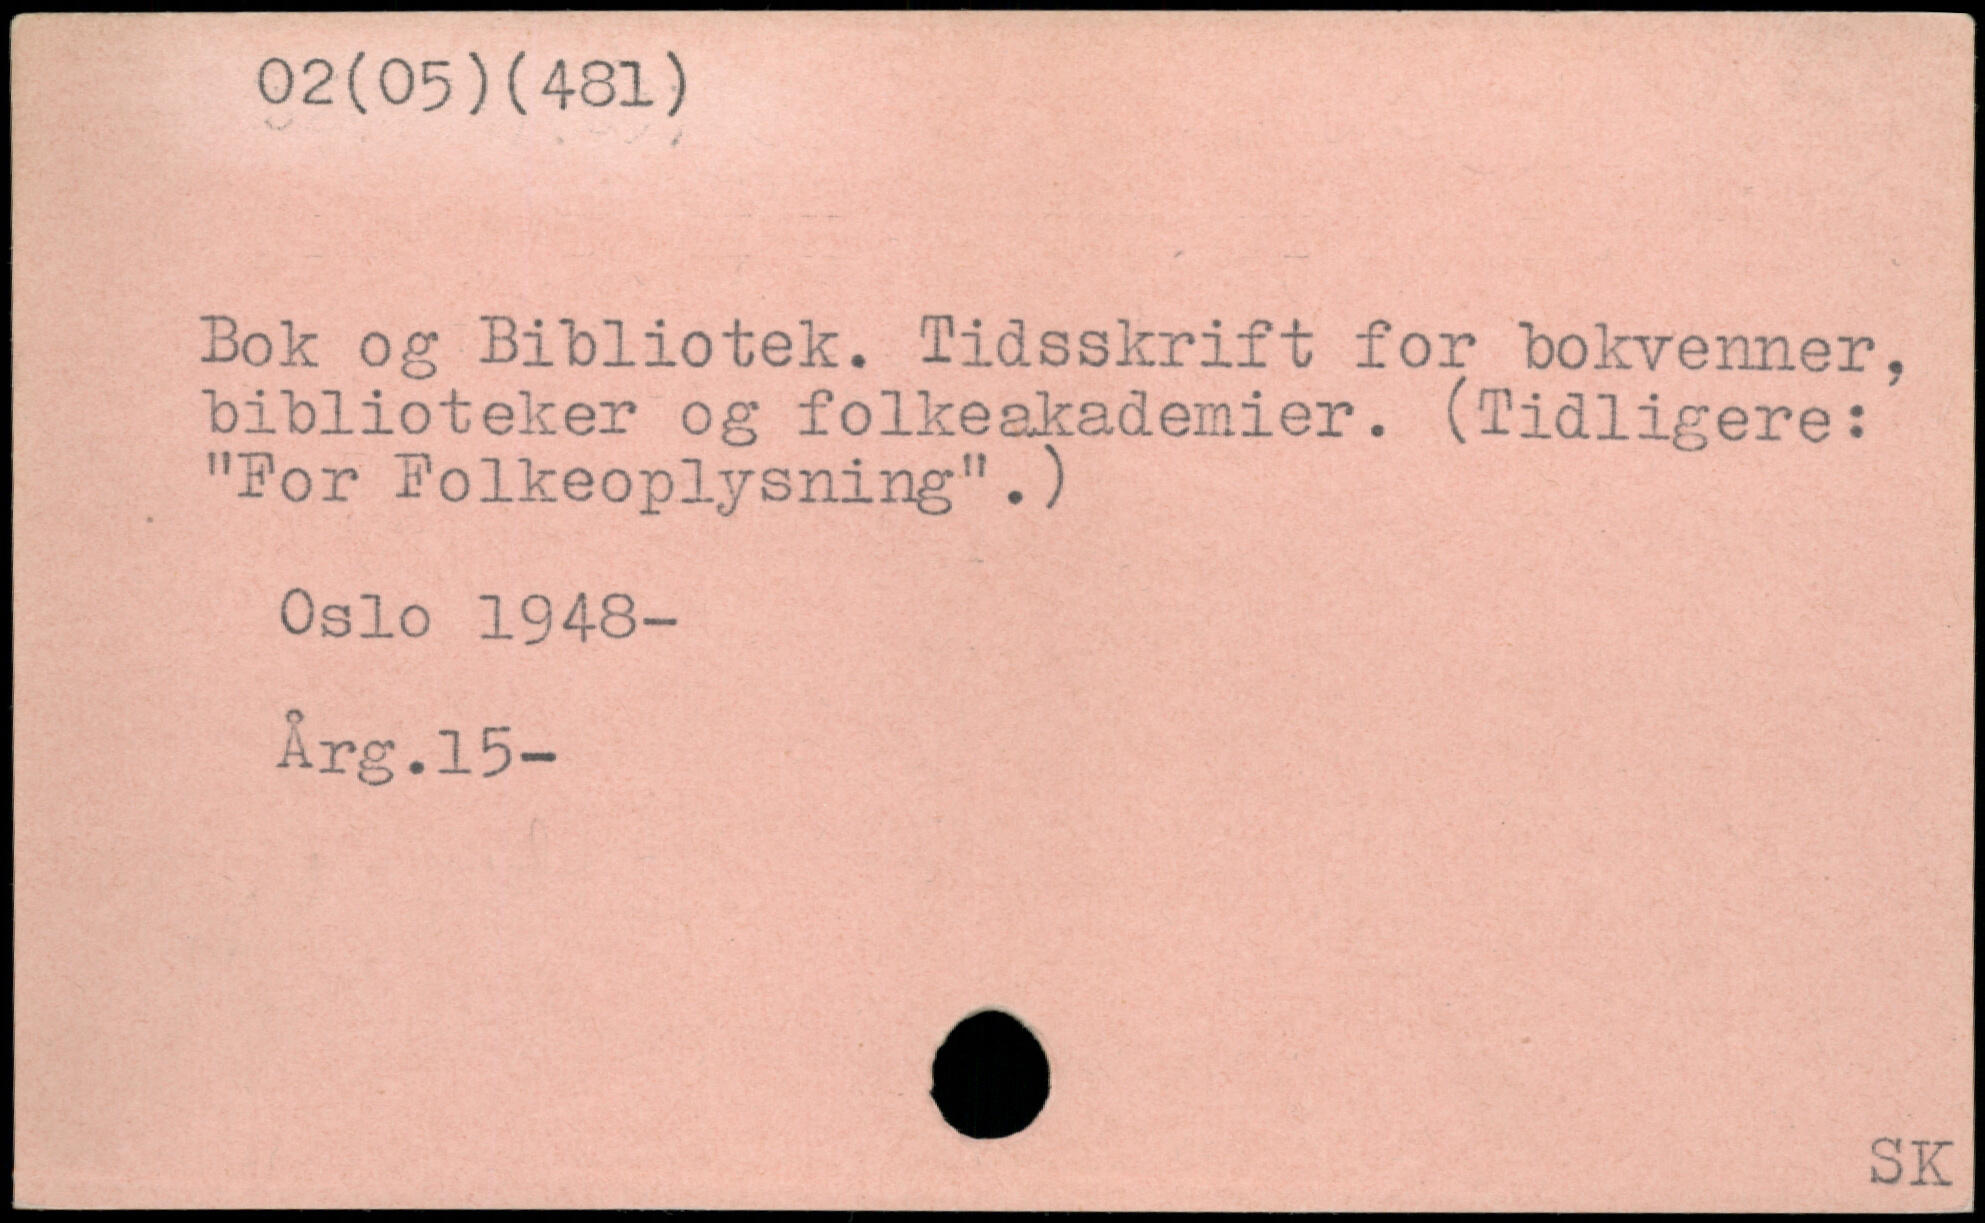 02(05)(481)
Bok og Bibliotek. Tidsskrift for bokvenner,
biblioteker og folkeakademier. (Tidligere:
"For Folkeoplysning".)
Oslo 1948-
Årg.15-
SK